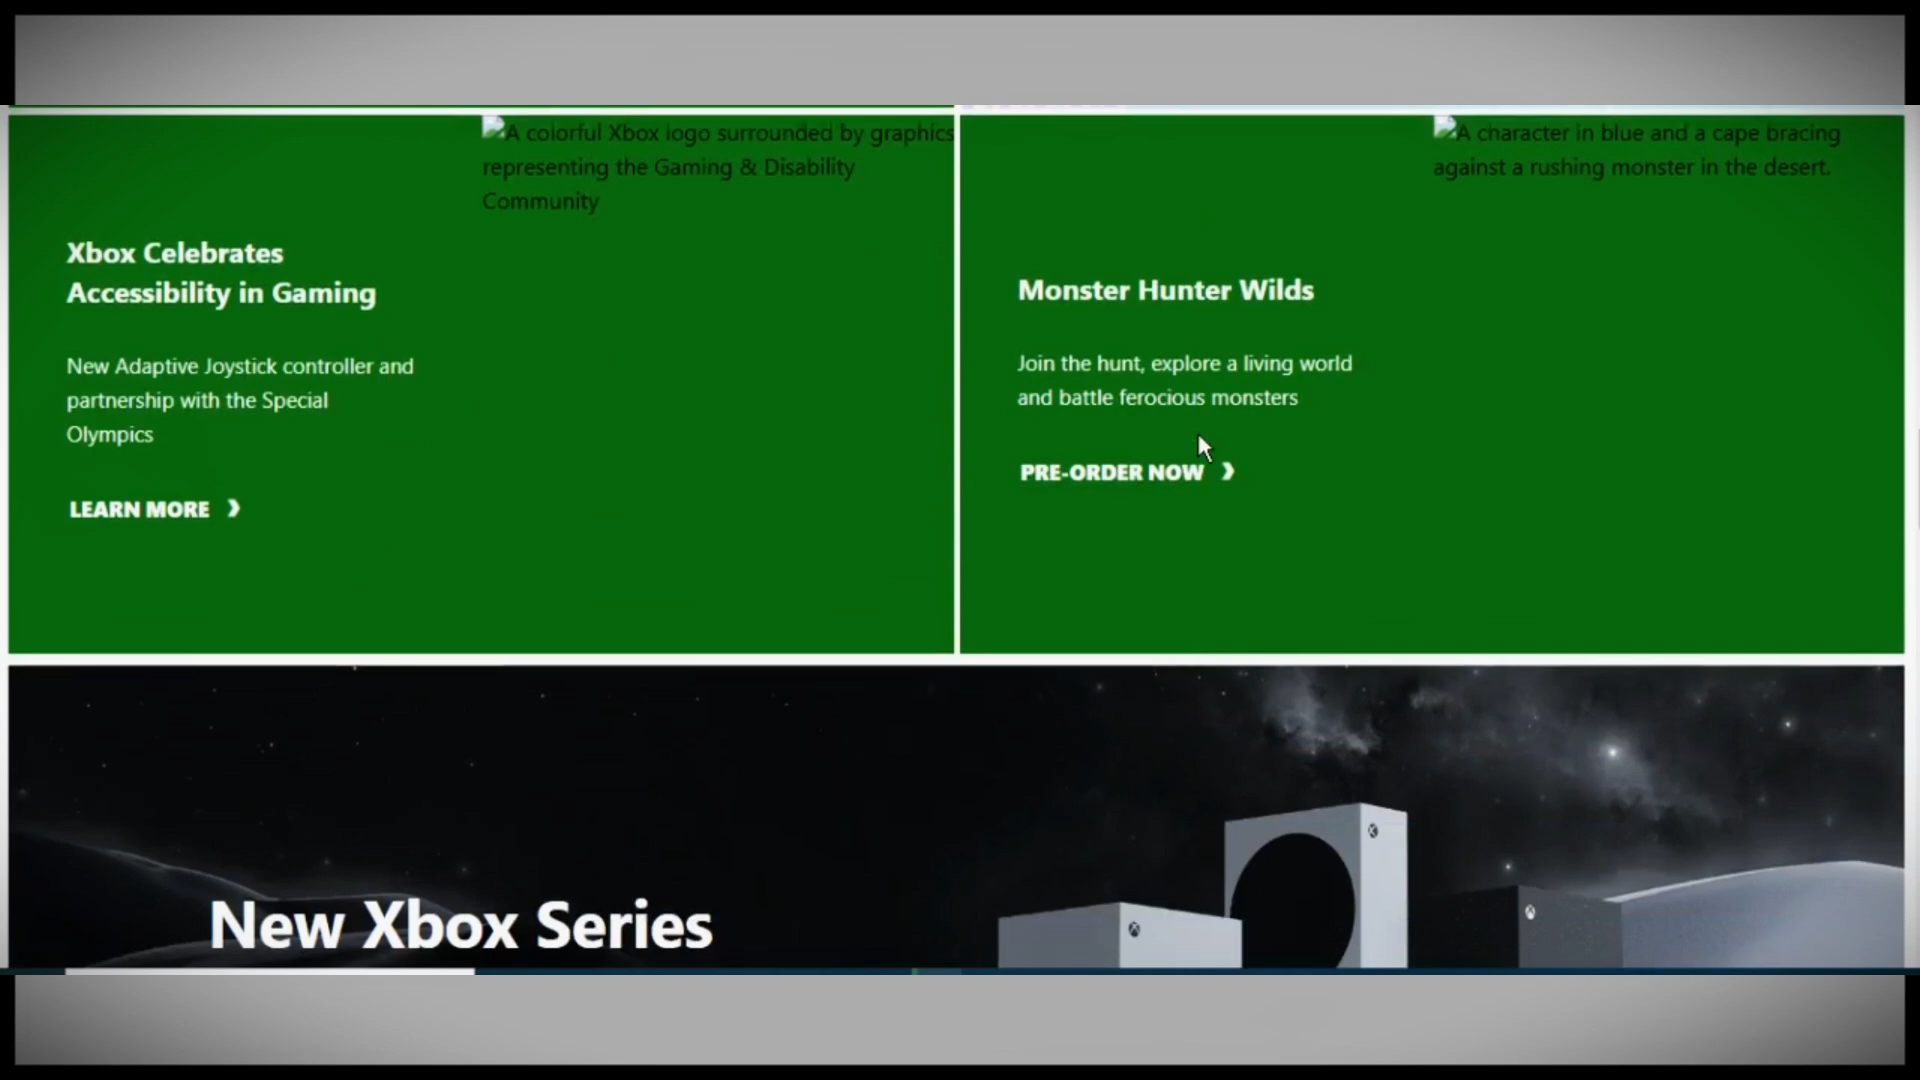 A colorful Xbox logo surrounded by graphics
representing the Gaming & Disability
Community
Xbox Celebrates
Accessibility in Gaming
New Adaptive Joystick controller and
partnership with the Special
Olympics
LEARN MORE
A character in blue and a cape bracing
against a rushing monster in the desert.
Monster Hunter Wilds
Join the hunt, explore a living world
and battle ferocious monsters
PRE-ORDER NOW
New Xbox Series